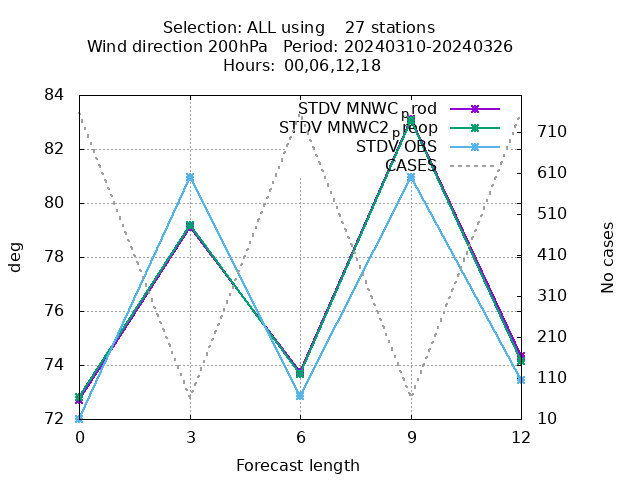 Selection: ALL using    27 stations
Wind direction 200hPa   Period: 20240310-20240326
Hours: 00,06,12,18
STDV MNWC_prod
STDV MNWC2_preop
STDV OBS
CASES
84
82
80
78
76
74
72
710
610
510
410
310
210
110
10
deg
No cases
0 3 6 9 12
Forecast length